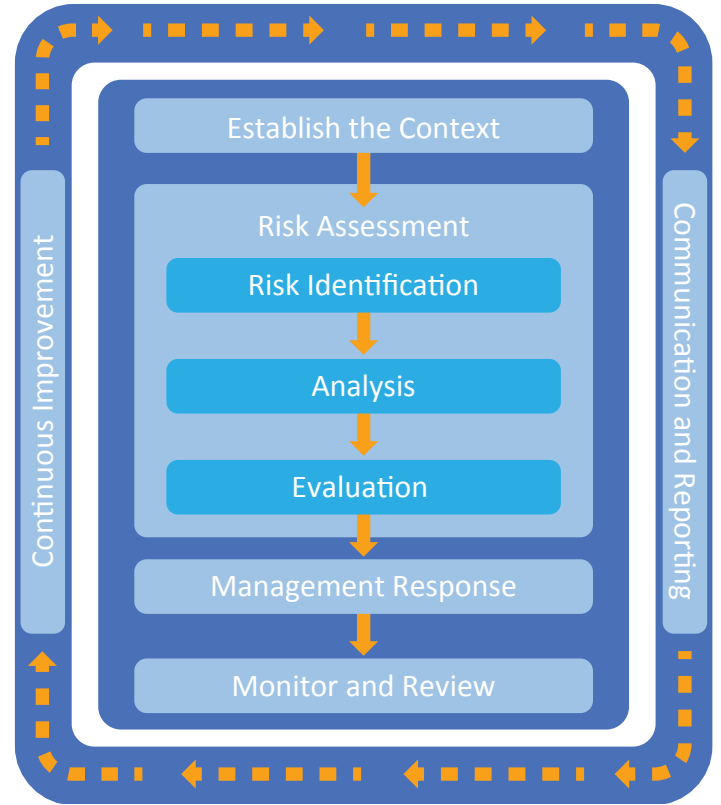 Establish the Context
Risk Assessment
Risk Identification
Analysis
Evaluation
Management Response
Monitor and Review
Continuous Improvement
Communication and Reporting